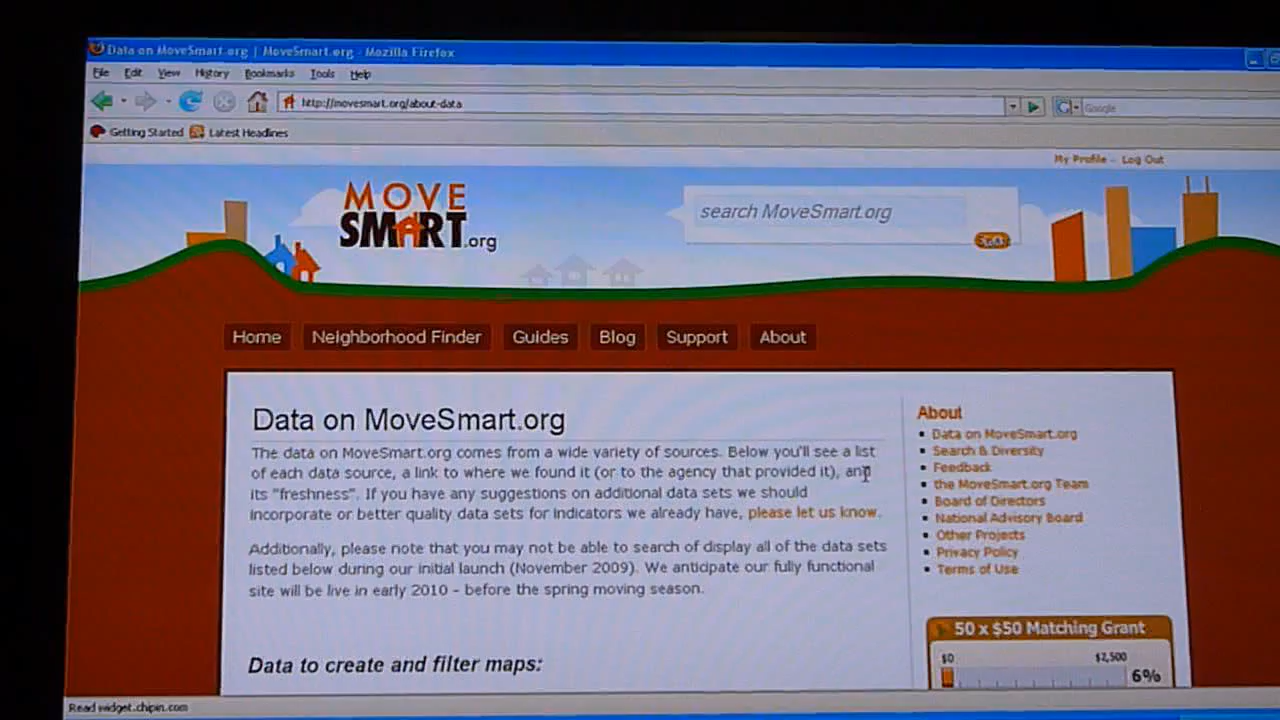 Data on MoveSmart.org | MoveSmart.org - Mozilla Firefox
File Edit View History Bookmarks Tools Help
http://movesmart.org/about-data
Google
Getting Started Latest Headlines
My Profile - Log Out
MOVE
SMART.org
search MoveSmart.org
Home Neighborhood Finder Guides Blog Support About
Data on MoveSmart.org
The data on MoveSmart.org comes from a wide variety of sources. Below you'll see a list
of each data source, a link to where we found it (or to the agency that provided it), and
its "freshness". If you have any suggestions on additional data sets we should
incorporate or better quality data sets for indicators we already have, please let us know.
Additionally, please note that you may not be able to search of display all of the data sets
listed below during our initial launch (November 2009). We anticipate our fully functional
site will be live in early 2010 - before the spring moving season.
Data to create and filter maps:
About
Data on MoveSmart.org
Search & Diversity
Feedback
the MoveSmart.org Team
Board of Directors
National Advisory Board
Other Projects
Privacy Policy
Terms of Use
50 x $50 Matching Grant
$0 $2,500
6%
Read widget.chipin.com